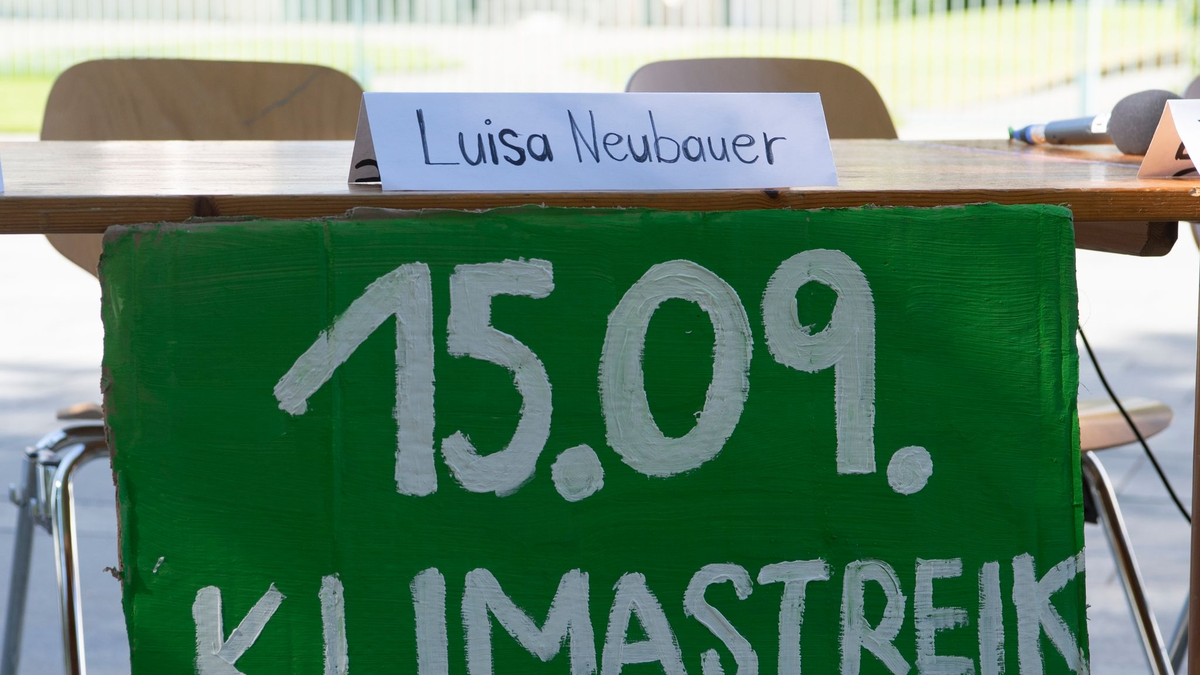 Luisa Neubauer
15.09.
KLIMASTREIK